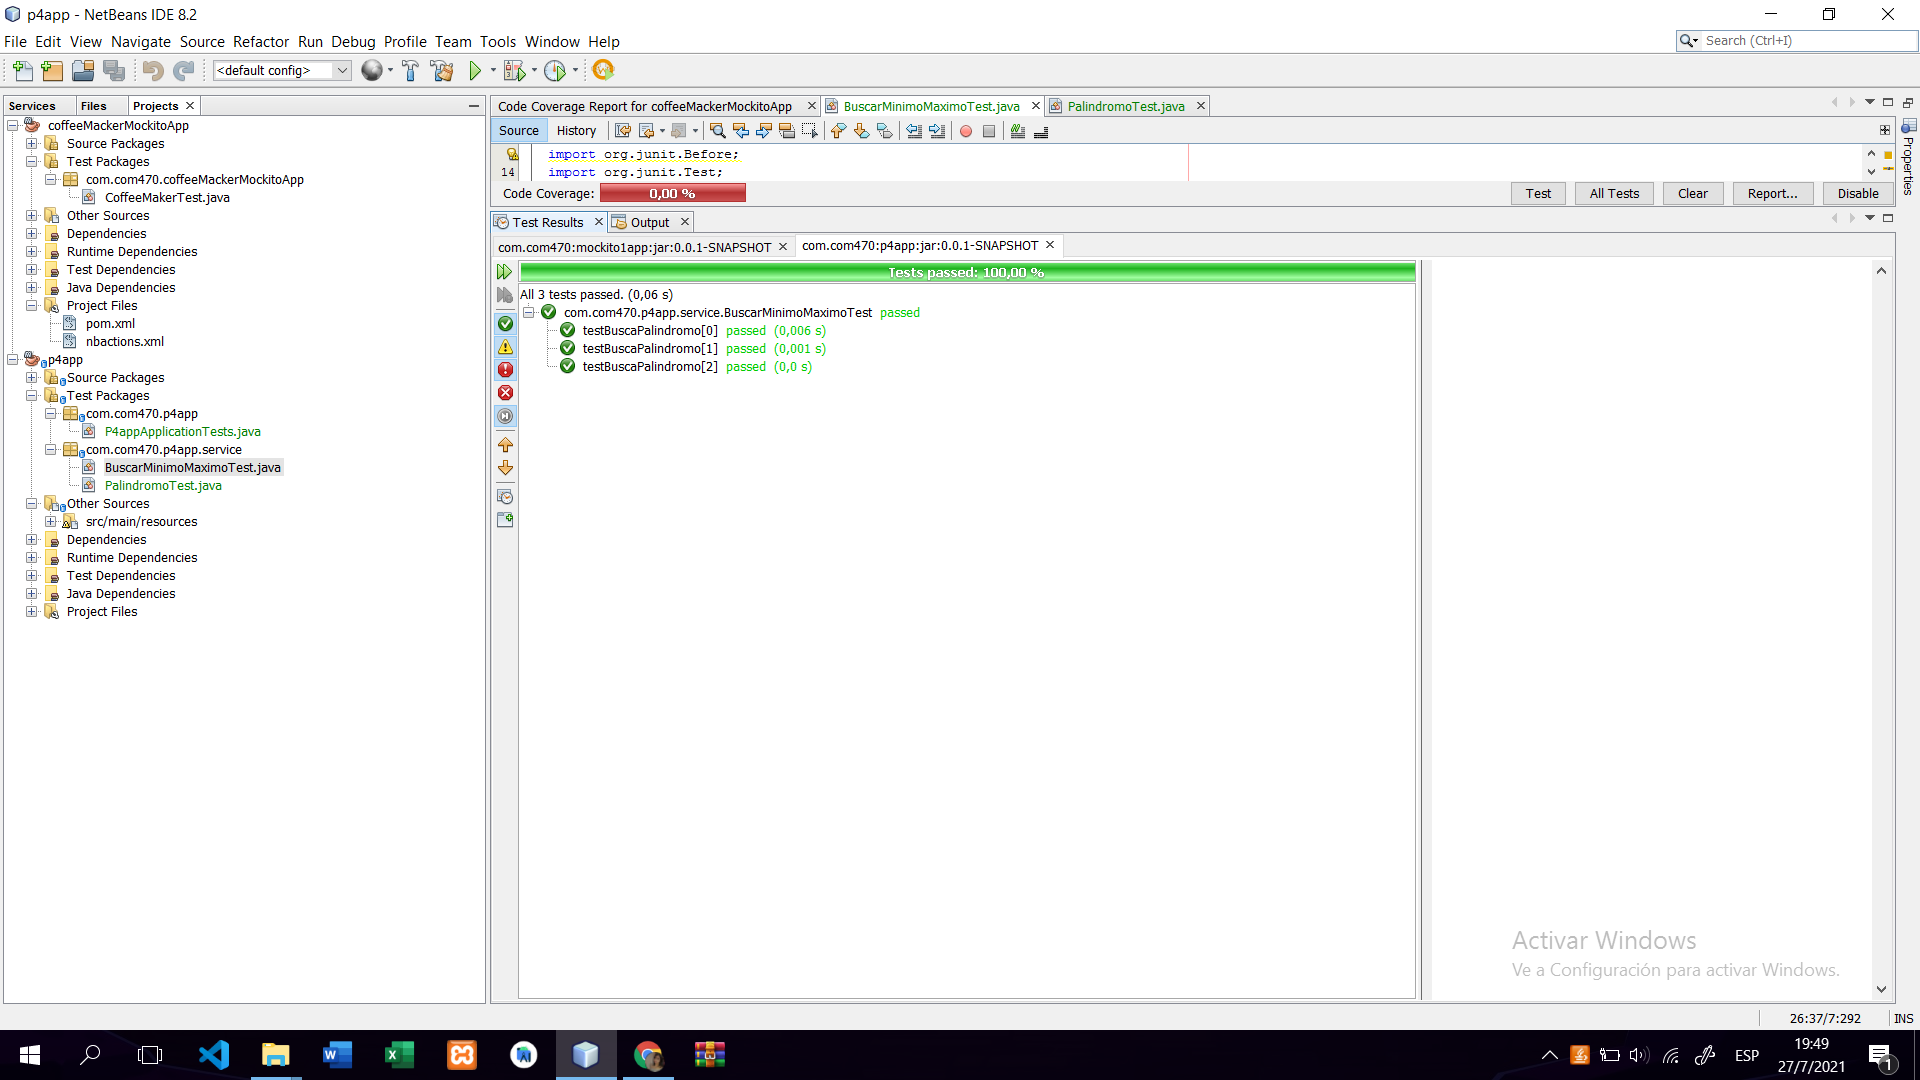 p4app - NetBeans IDE 8.2
File Edit View Navigate Source Refactor Run Debug Profile Team Tools Window Help
Search (Ctrl+I)
<default config>
Services Files Projects
coffeeMackerMockitoApp
Source Packages
Test Packages
com.com470.coffeeMackerMockitoApp
CoffeeMakerTest.java
Other Sources
Dependencies
Runtime Dependencies
Test Dependencies
Java Dependencies
Project Files
pom.xml
nbactions.xml
p4app
Source Packages
Test Packages
com.com470.p4app
P4appApplicationTests.java
com.com470.p4app.service
BuscarMinimoMaximoTest.java
PalindromoTest.java
Other Sources
src/main/resources
Dependencies
Runtime Dependencies
Test Dependencies
Java Dependencies
Project Files
Code Coverage Report for coffeeMackerMockitoApp BuscarMinimoMaximoTest.java PalindromoTest.java
Source History
import org.junit.Before;
14 import org.junit.Test;
Code Coverage: 0,00 % Test All Tests Clear Report... Disable
Properties
Test Results Output
com.com470:mockito1app:jar:0.0.1-SNAPSHOT com.com470:p4app:jar:0.0.1-SNAPSHOT
Tests passed: 100,00 %
All 3 tests passed. (0,06 s)
com.com470.p4app.service.BuscarMinimoMaximoTest passed
testBuscaPalindromo[0] passed (0,006 s)
testBuscaPalindromo[1] passed (0,001 s)
testBuscaPalindromo[2] passed (0,0 s)
Activar Windows
Ve a Configuración para activar Windows.
26:37/7:292 INS
ESP
19:49
27/7/2021
1